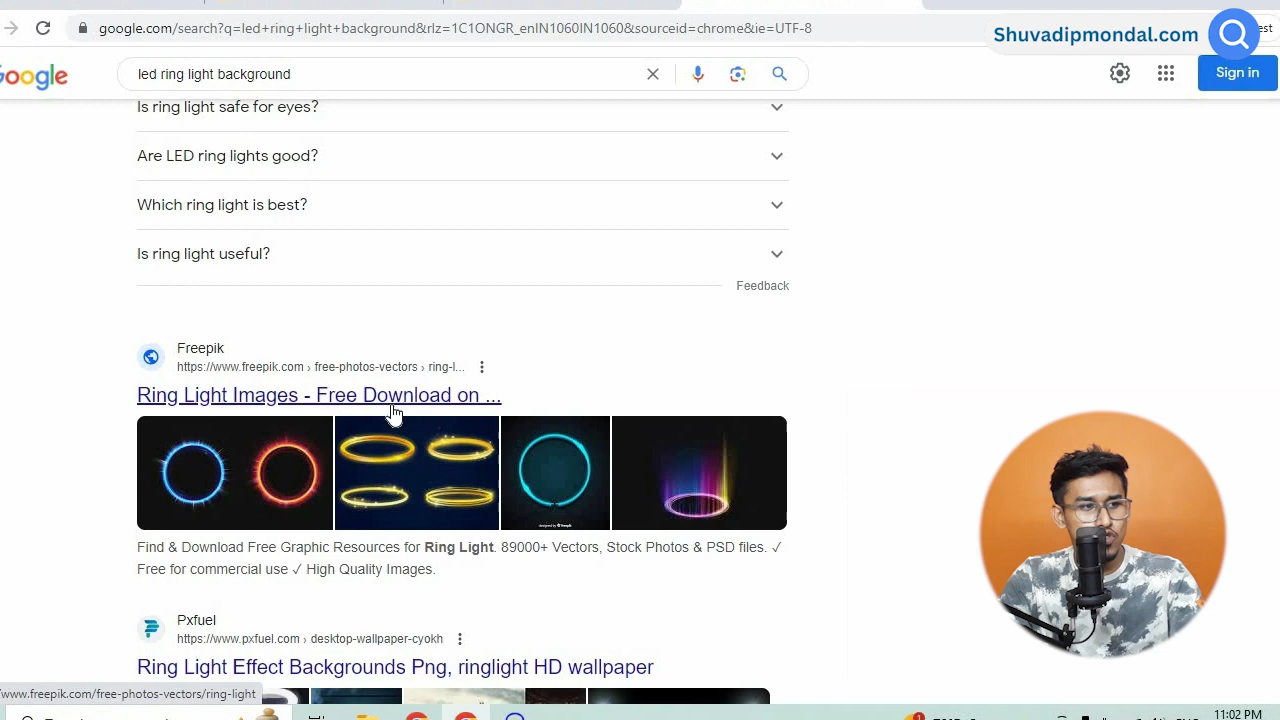 google.com/search?q=led+ring+light+background&rlz=1C1ONGR_enIN1060IN1060&sourceid=chrome&ie=UTF-8
Shuvadipmondal.com
Google
led ring light background
Sign in
Is ring light safe for eyes?
Are LED ring lights good?
Which ring light is best?
Is ring light useful?
Feedback
Freepik
https://www.freepik.com › free-photos-vectors › ring-l...
Ring Light Images - Free Download on ...
Find & Download Free Graphic Resources for Ring Light. 89000+ Vectors, Stock Photos & PSD files. ✓
Free for commercial use ✓ High Quality Images.
Pxfuel
https://www.pxfuel.com › desktop-wallpaper-cyokh
Ring Light Effect Backgrounds Png, ringlight HD wallpaper
/www.freepik.com/free-photos-vectors/ring-light
11:02 PM